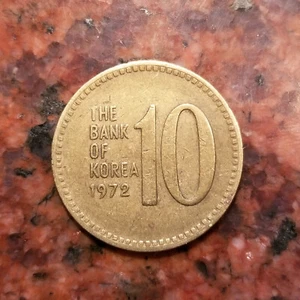 THE
BANK
OF
KOREA
1972
10